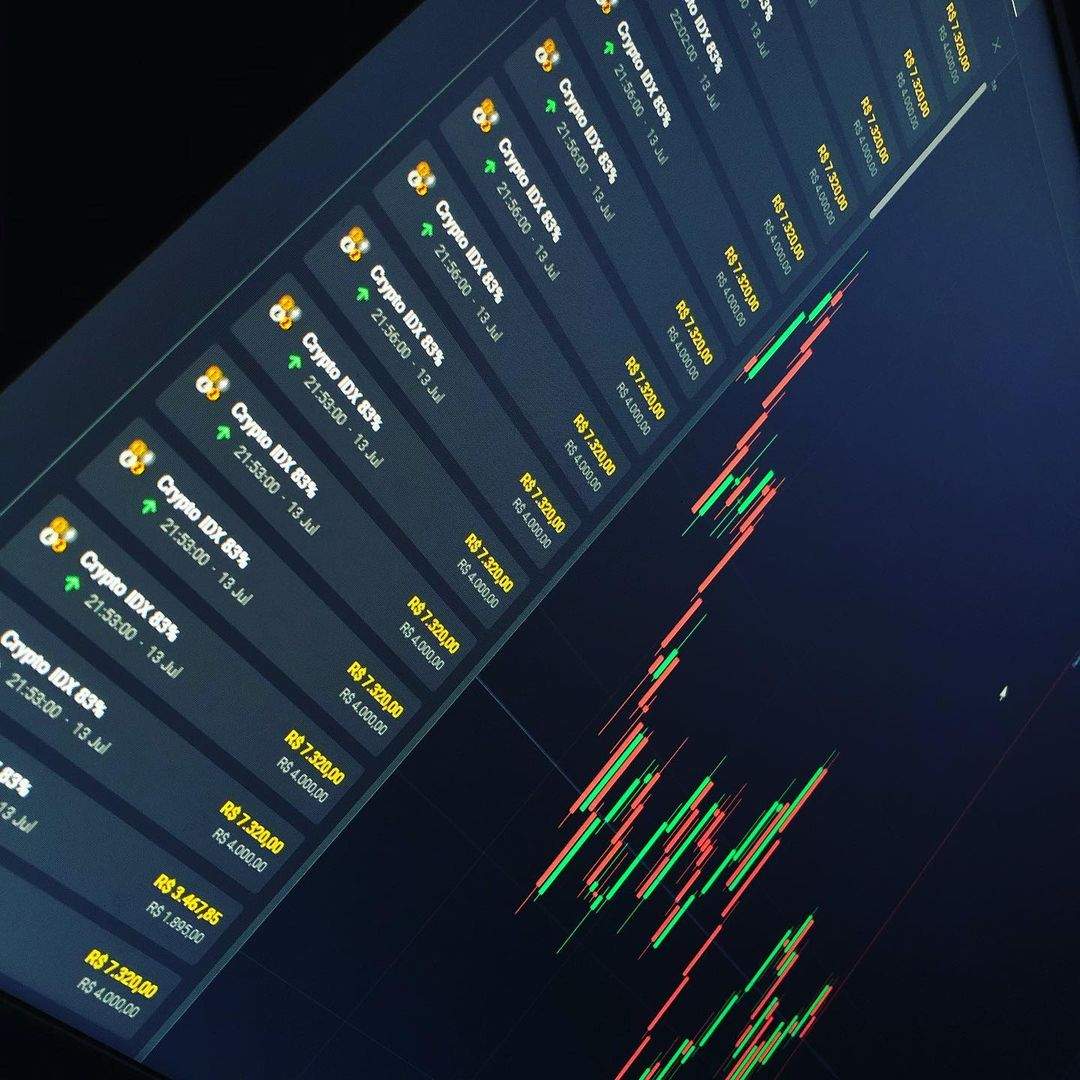 R$ 7.320,00
R$ 4.000,00
R$ 7.320,00
R$ 4.000,00
R$ 7.320,00
R$ 4.000,00
13 Jul
R$ 7.320,00
R$ 4.000,00
83%
22:02:00 - 13 Jul
R$ 7.320,00
R$ 4.000,00
Crypto IDX 83%
21:56:00 - 13 Jul
R$ 7.320,00
R$ 4.000,00
Crypto IDX 83%
21:56:00 - 13 Jul
R$ 7.320,00
R$ 4.000,00
Crypto IDX 83%
21:56:00 - 13 Jul
R$ 7.320,00
R$ 4.000,00
Crypto IDX 83%
21:56:00 - 13 Jul
R$ 7.320,00
R$ 4.000,00
Crypto IDX 83%
21:56:00 - 13 Jul
R$ 7.320,00
R$ 4.000,00
Crypto IDX 83%
21:53:00 - 13 Jul
R$ 7.320,00
R$ 4.000,00
Crypto IDX 83%
21:53:00 - 13 Jul
R$ 7.320,00
R$ 4.000,00
Crypto IDX 83%
21:53:00 - 13 Jul
R$ 7.320,00
R$ 4.000,00
Crypto IDX 83%
21:53:00 - 13 Jul
R$ 7.320,00
R$ 4.000,00
Crypto IDX 83%
21:53:00 - 13 Jul
R$ 7.320,00
R$ 4.000,00
83%
13 Jul
R$ 3.467,85
R$ 1.895,00
R$ 7.320,00
R$ 4.000,00